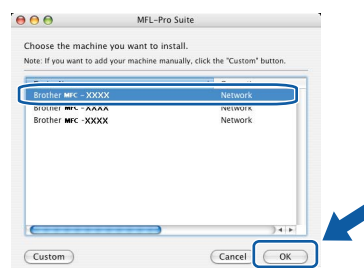 MFL-Pro Suite
Choose the machine you want to install.
Note: If you want to add your machine manually, click the "Custom" button.
Brother MFC - XXXX Network
Brother MFC - XXXX Network
Brother MFC - XXXX Network
Custom Cancel OK